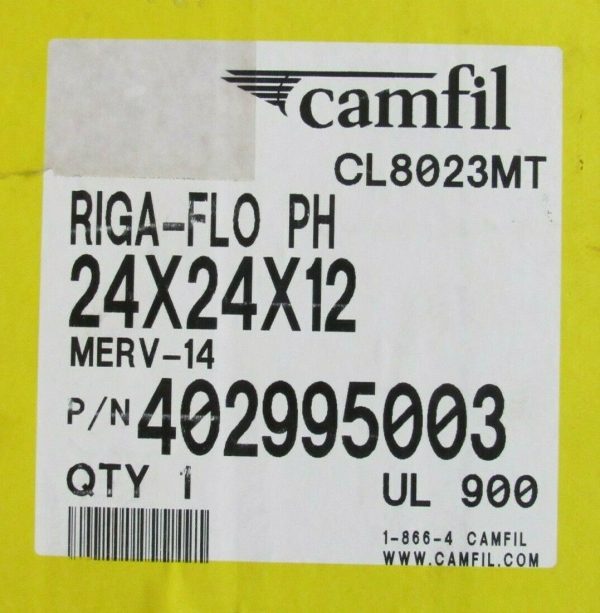 camfil
CL8023MT
RIGA-FLO PH
24X24X12
MERV-14
P/N 402995003
QTY 1 UL 900
1-866-4 CAMFIL
WWW.CAMFIL.COM